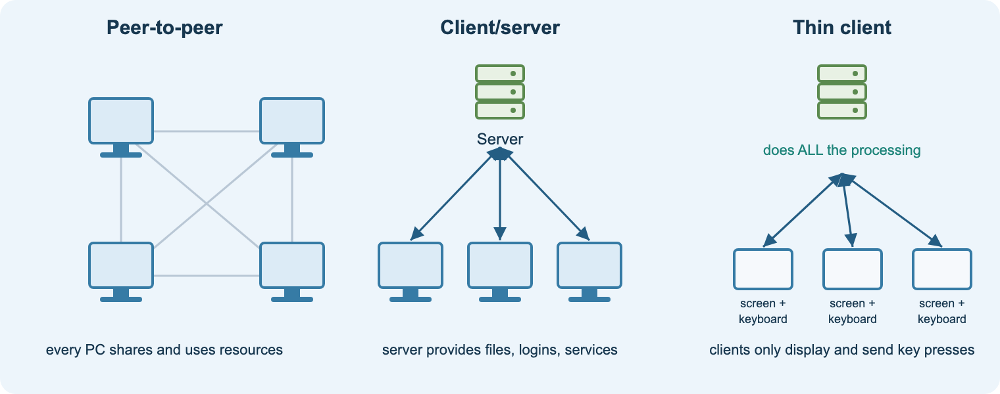 Peer-to-peer
Client/server
Thin client
Server
does ALL the processing
screen +
keyboard
screen +
keyboard
screen +
keyboard
every PC shares and uses resources
server provides files, logins, services
clients only display and send key presses